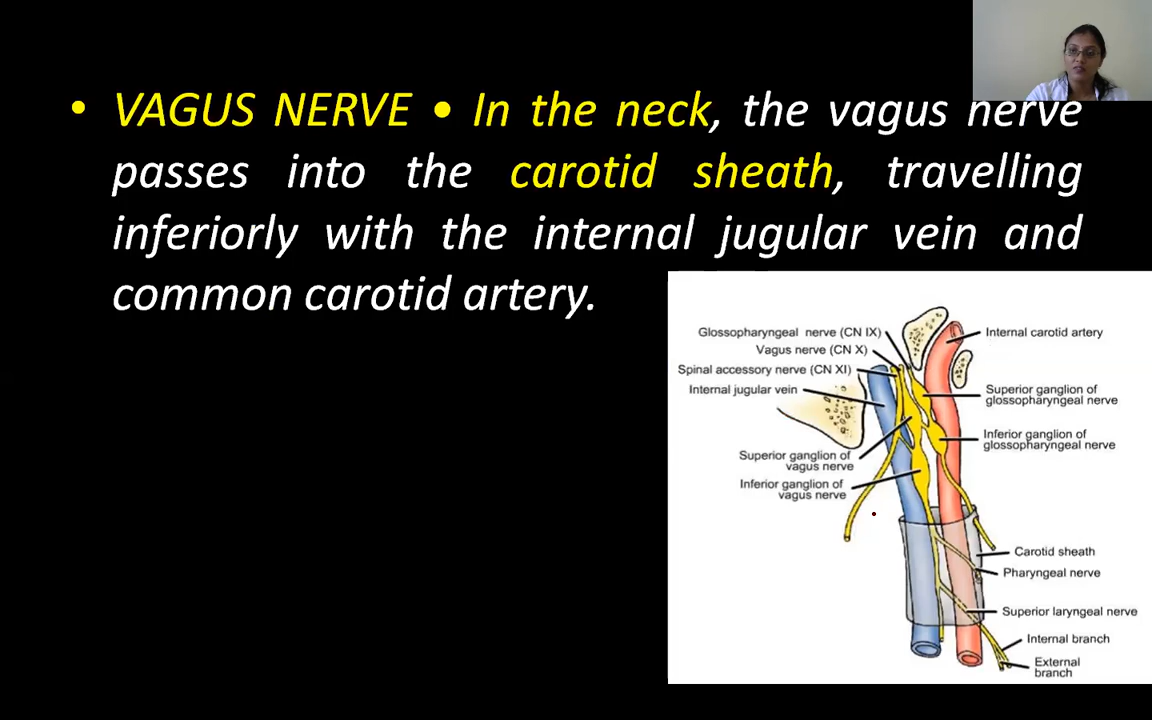 • VAGUS NERVE • In the neck, the vagus nerve
passes into the carotid sheath, travelling
inferiorly with the internal jugular vein and
common carotid artery.
Glossopharyngeal nerve (CN IX)
Vagus nerve (CN X)
Spinal accessory nerve (CN XI)
Internal jugular vein
Superior ganglion of
vagus nerve
Inferior ganglion of
vagus nerve
Internal carotid artery
Superior ganglion of
glossopharyngeal nerve
Inferior ganglion of
glossopharyngeal nerve
Carotid sheath
Pharyngeal nerve
Superior laryngeal nerve
Internal branch
External
branch